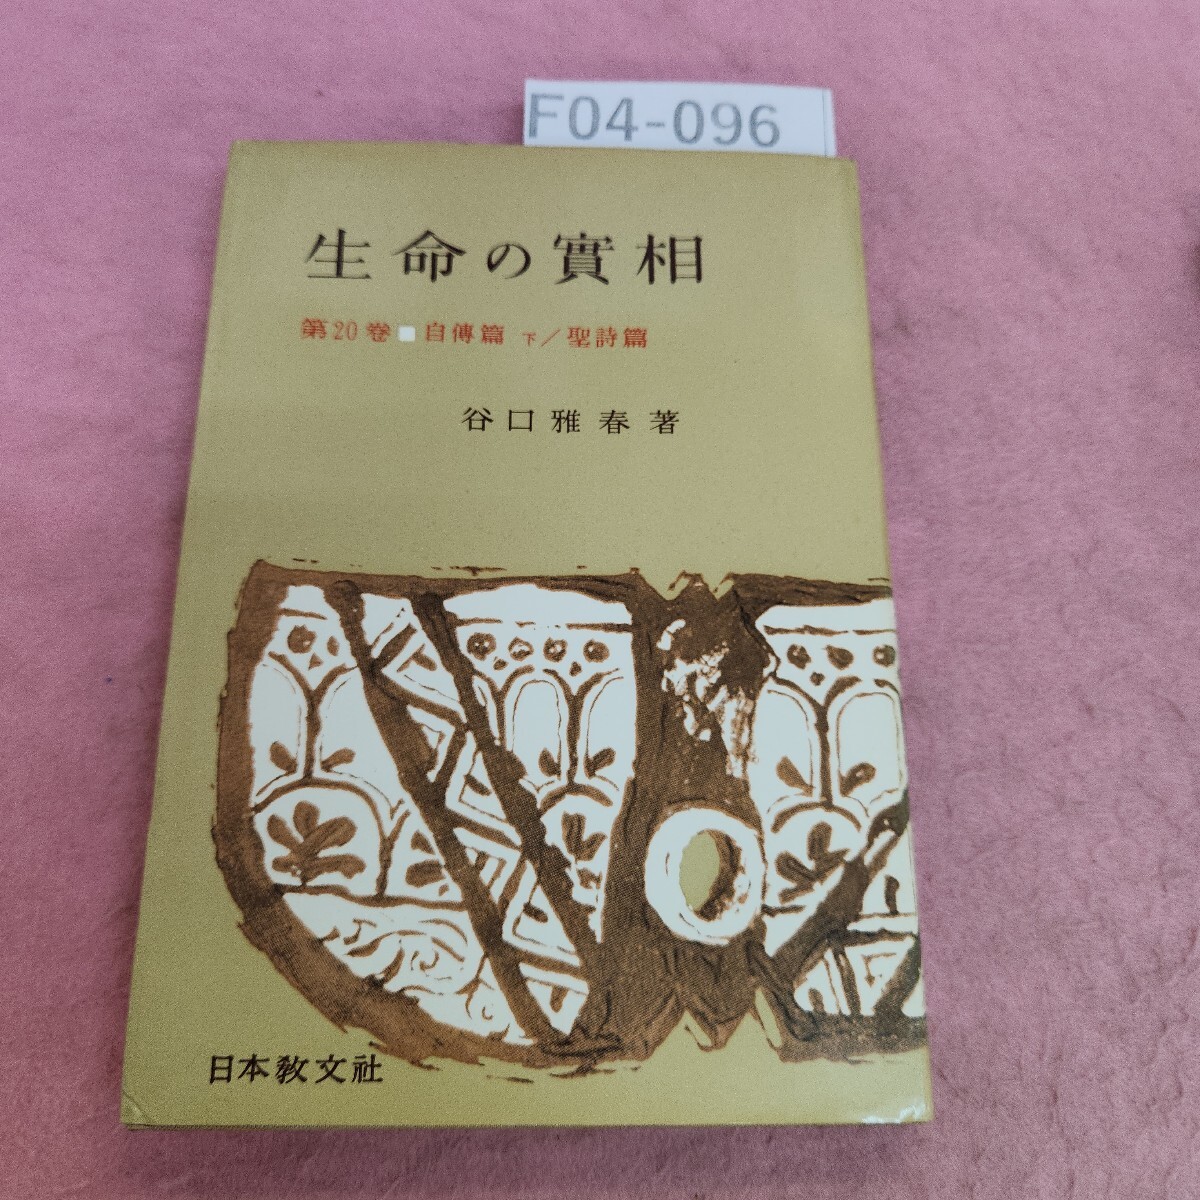 F04-096
生命の實相
第20巻■自傳篇 下／聖詩篇
谷口雅春著
日本教文社